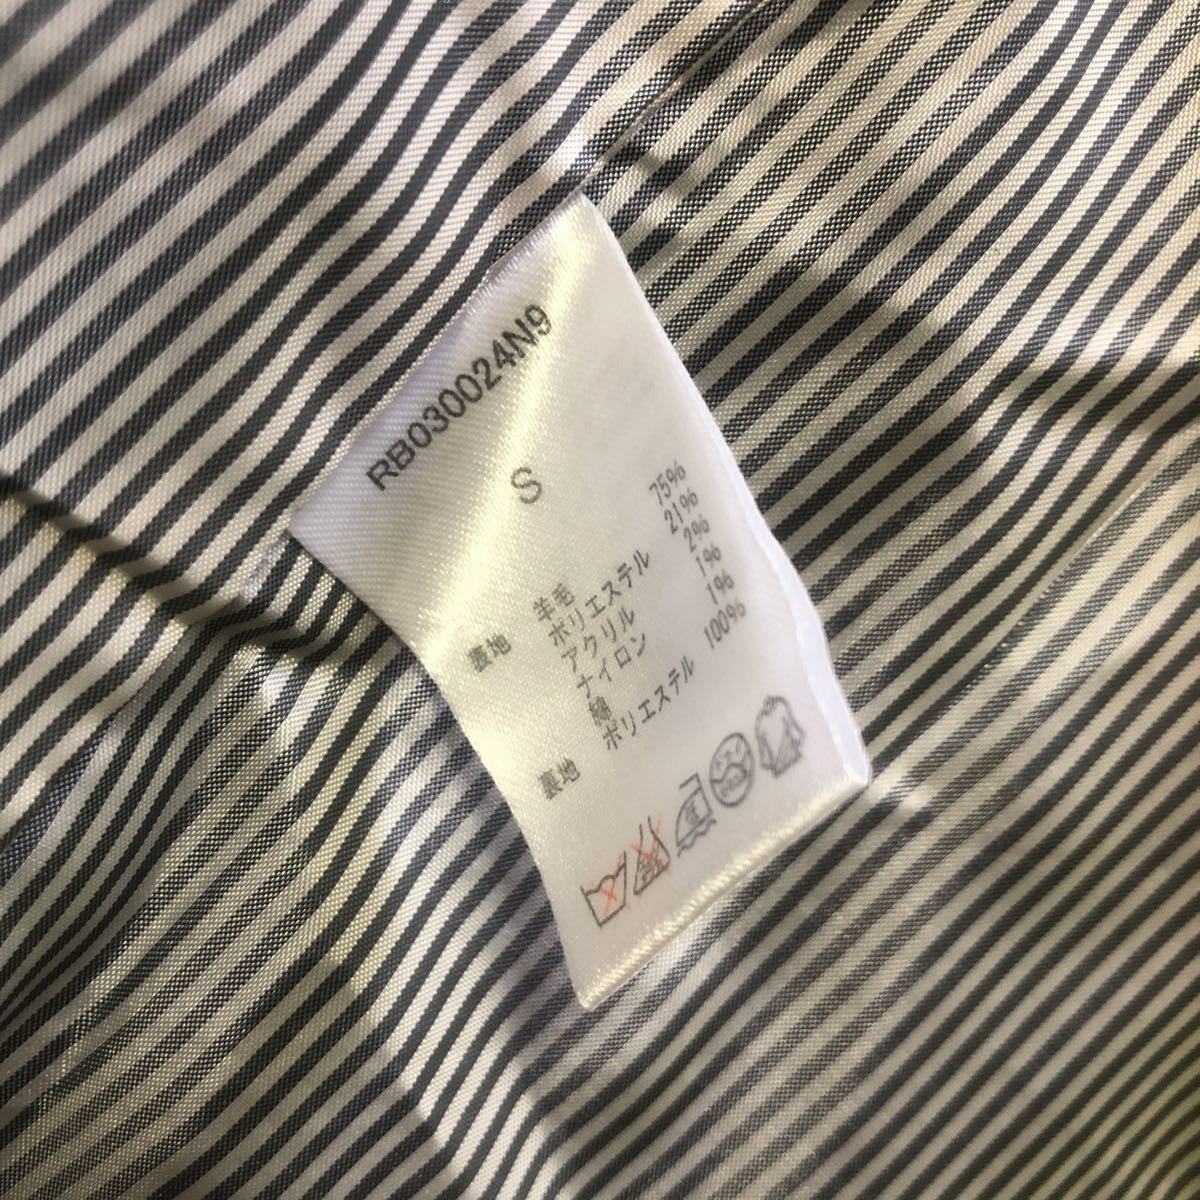 RB030024N9
S
表地 羊毛 75%
ポリエステル 21%
アクリル 2%
ナイロン 1%
綿 1%
裏地 ポリエステル 100%